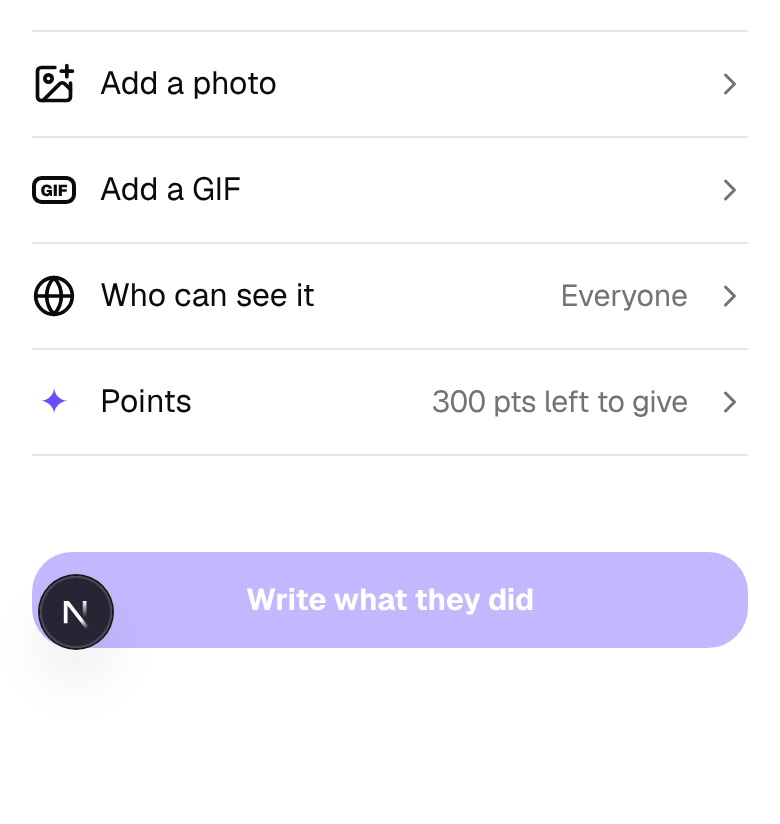 Add a photo
GIF Add a GIF
Who can see it Everyone
Points 300 pts left to give
Write what they did
N